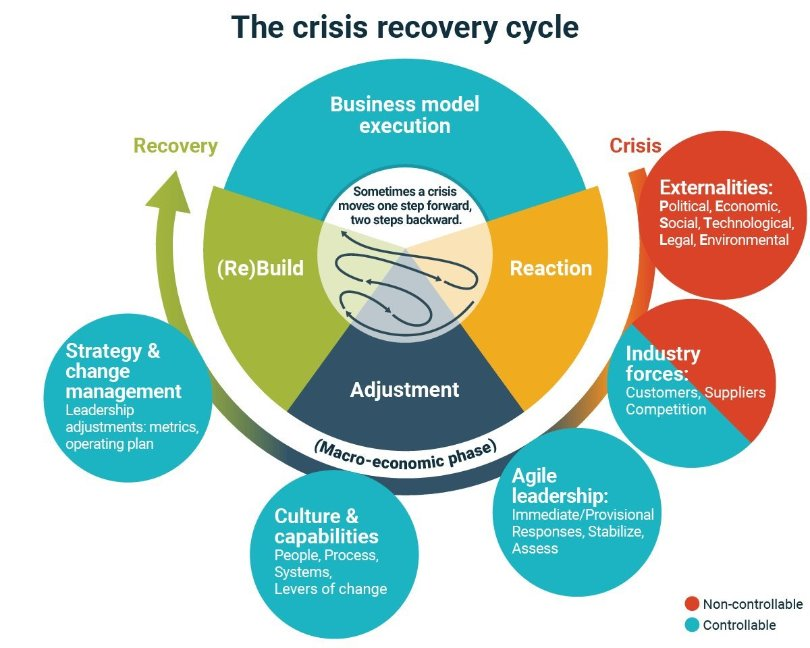 The crisis recovery cycle
Business model
execution
Recovery
Crisis
Sometimes a crisis
moves one step forward,
two steps backward.
Externalities:
Political, Economic,
Social, Technological,
Legal, Environmental
(Re)Build
Reaction
Strategy &
change
management
Leadership
adjustments: metrics,
operating plan
Industry
forces:
Customers, Suppliers
Competition
Adjustment
(Macro-economic phase)
Agile
leadership:
Immediate/Provisional
Responses, Stabilize,
Assess
Culture &
capabilities
People, Process,
Systems,
Levers of change
Non-controllable
Controllable